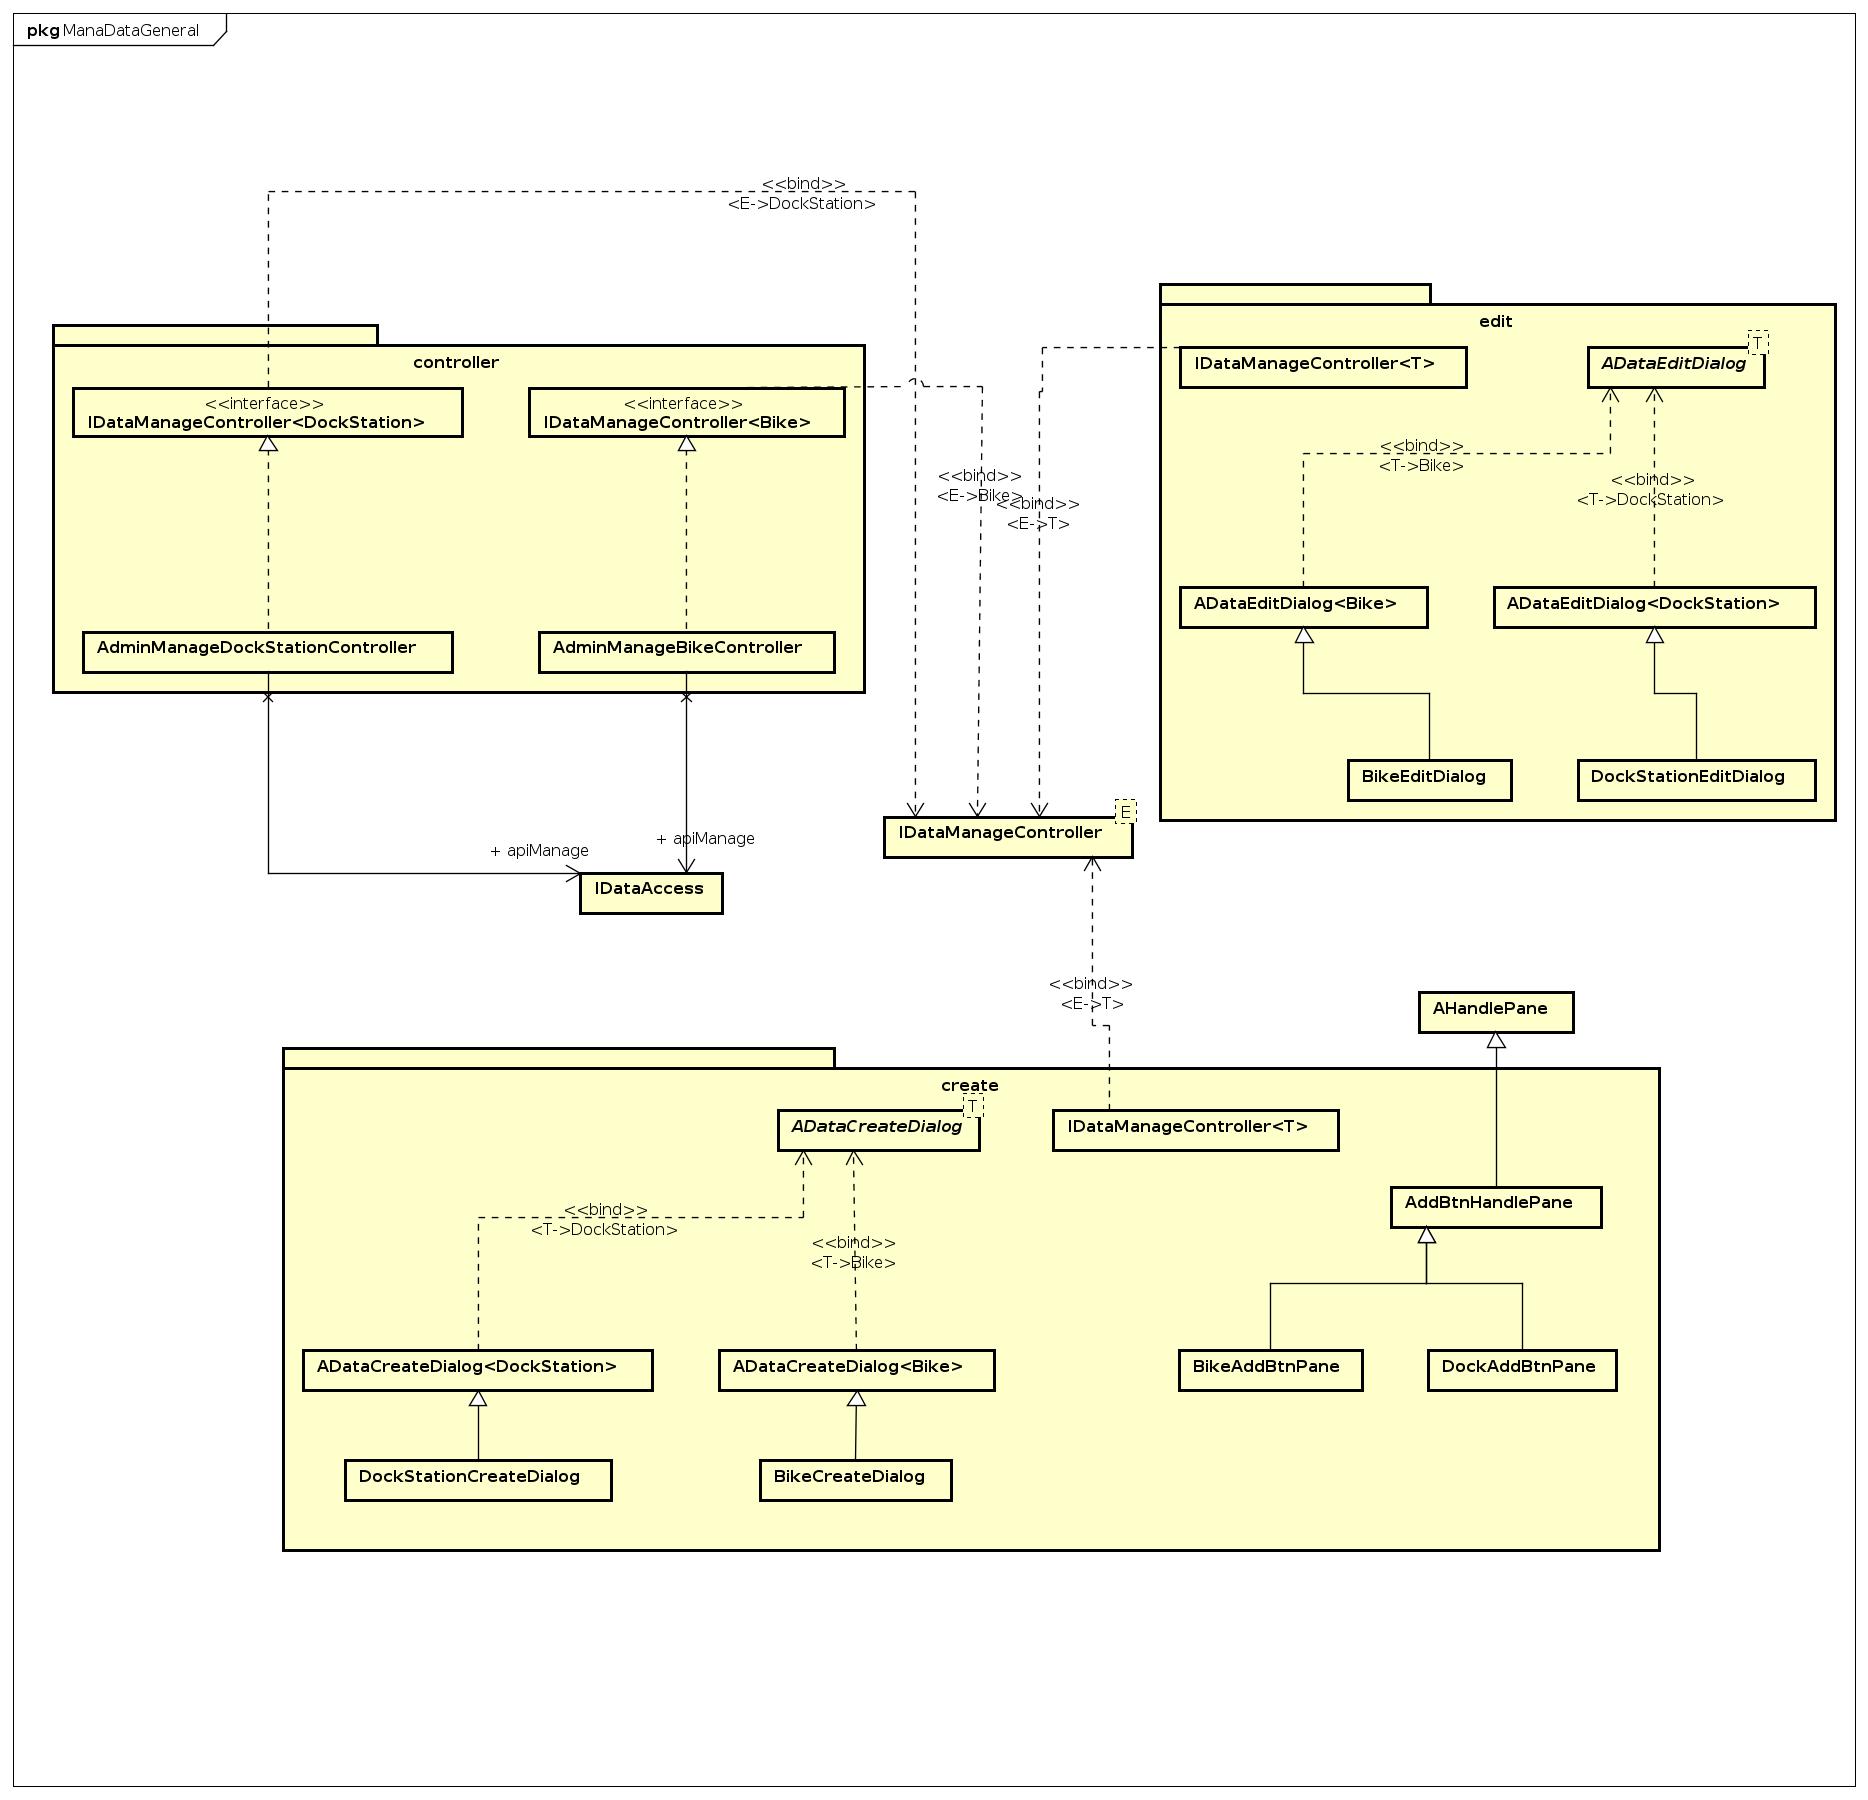 pkg ManaDataGeneral
<<bind>>
<E->DockStation>
edit
controller
IDataManageController<T>
T
ADataEditDialog
<<interface>>
IDataManageController<DockStation>
<<interface>>
IDataManageController<Bike>
<<bind>>
<T->Bike>
<<bind>>
<E->Bike>
<<bind>>
<T->DockStation>
<<bind>>
<E->T>
ADataEditDialog<Bike>
ADataEditDialog<DockStation>
AdminManageDockStationController
AdminManageBikeController
BikeEditDialog
DockStationEditDialog
E
IDataManageController
+ apiManage
+ apiManage
IDataAccess
<<bind>>
<E->T>
AHandlePane
create
T
ADataCreateDialog
IDataManageController<T>
AddBtnHandlePane
<<bind>>
<T->DockStation>
<<bind>>
<T->Bike>
ADataCreateDialog<DockStation>
ADataCreateDialog<Bike>
BikeAddBtnPane
DockAddBtnPane
DockStationCreateDialog
BikeCreateDialog